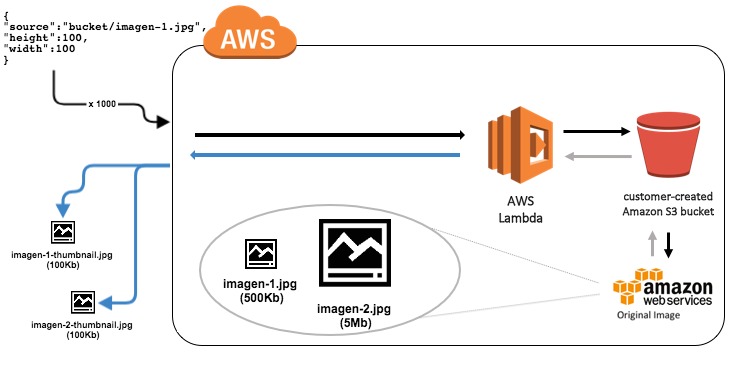 {
"source":"bucket/imagen-1.jpg",
"height":100,
"width":100
}
AWS
x 1000
AWS
Lambda
customer-created
Amazon S3 bucket
imagen-1-thumbnail.jpg
(100Kb)
imagen-1.jpg
(500Kb)
imagen-2.jpg
(5Mb)
amazon
web services
Original Image
imagen-2-thumbnail.jpg
(100Kb)